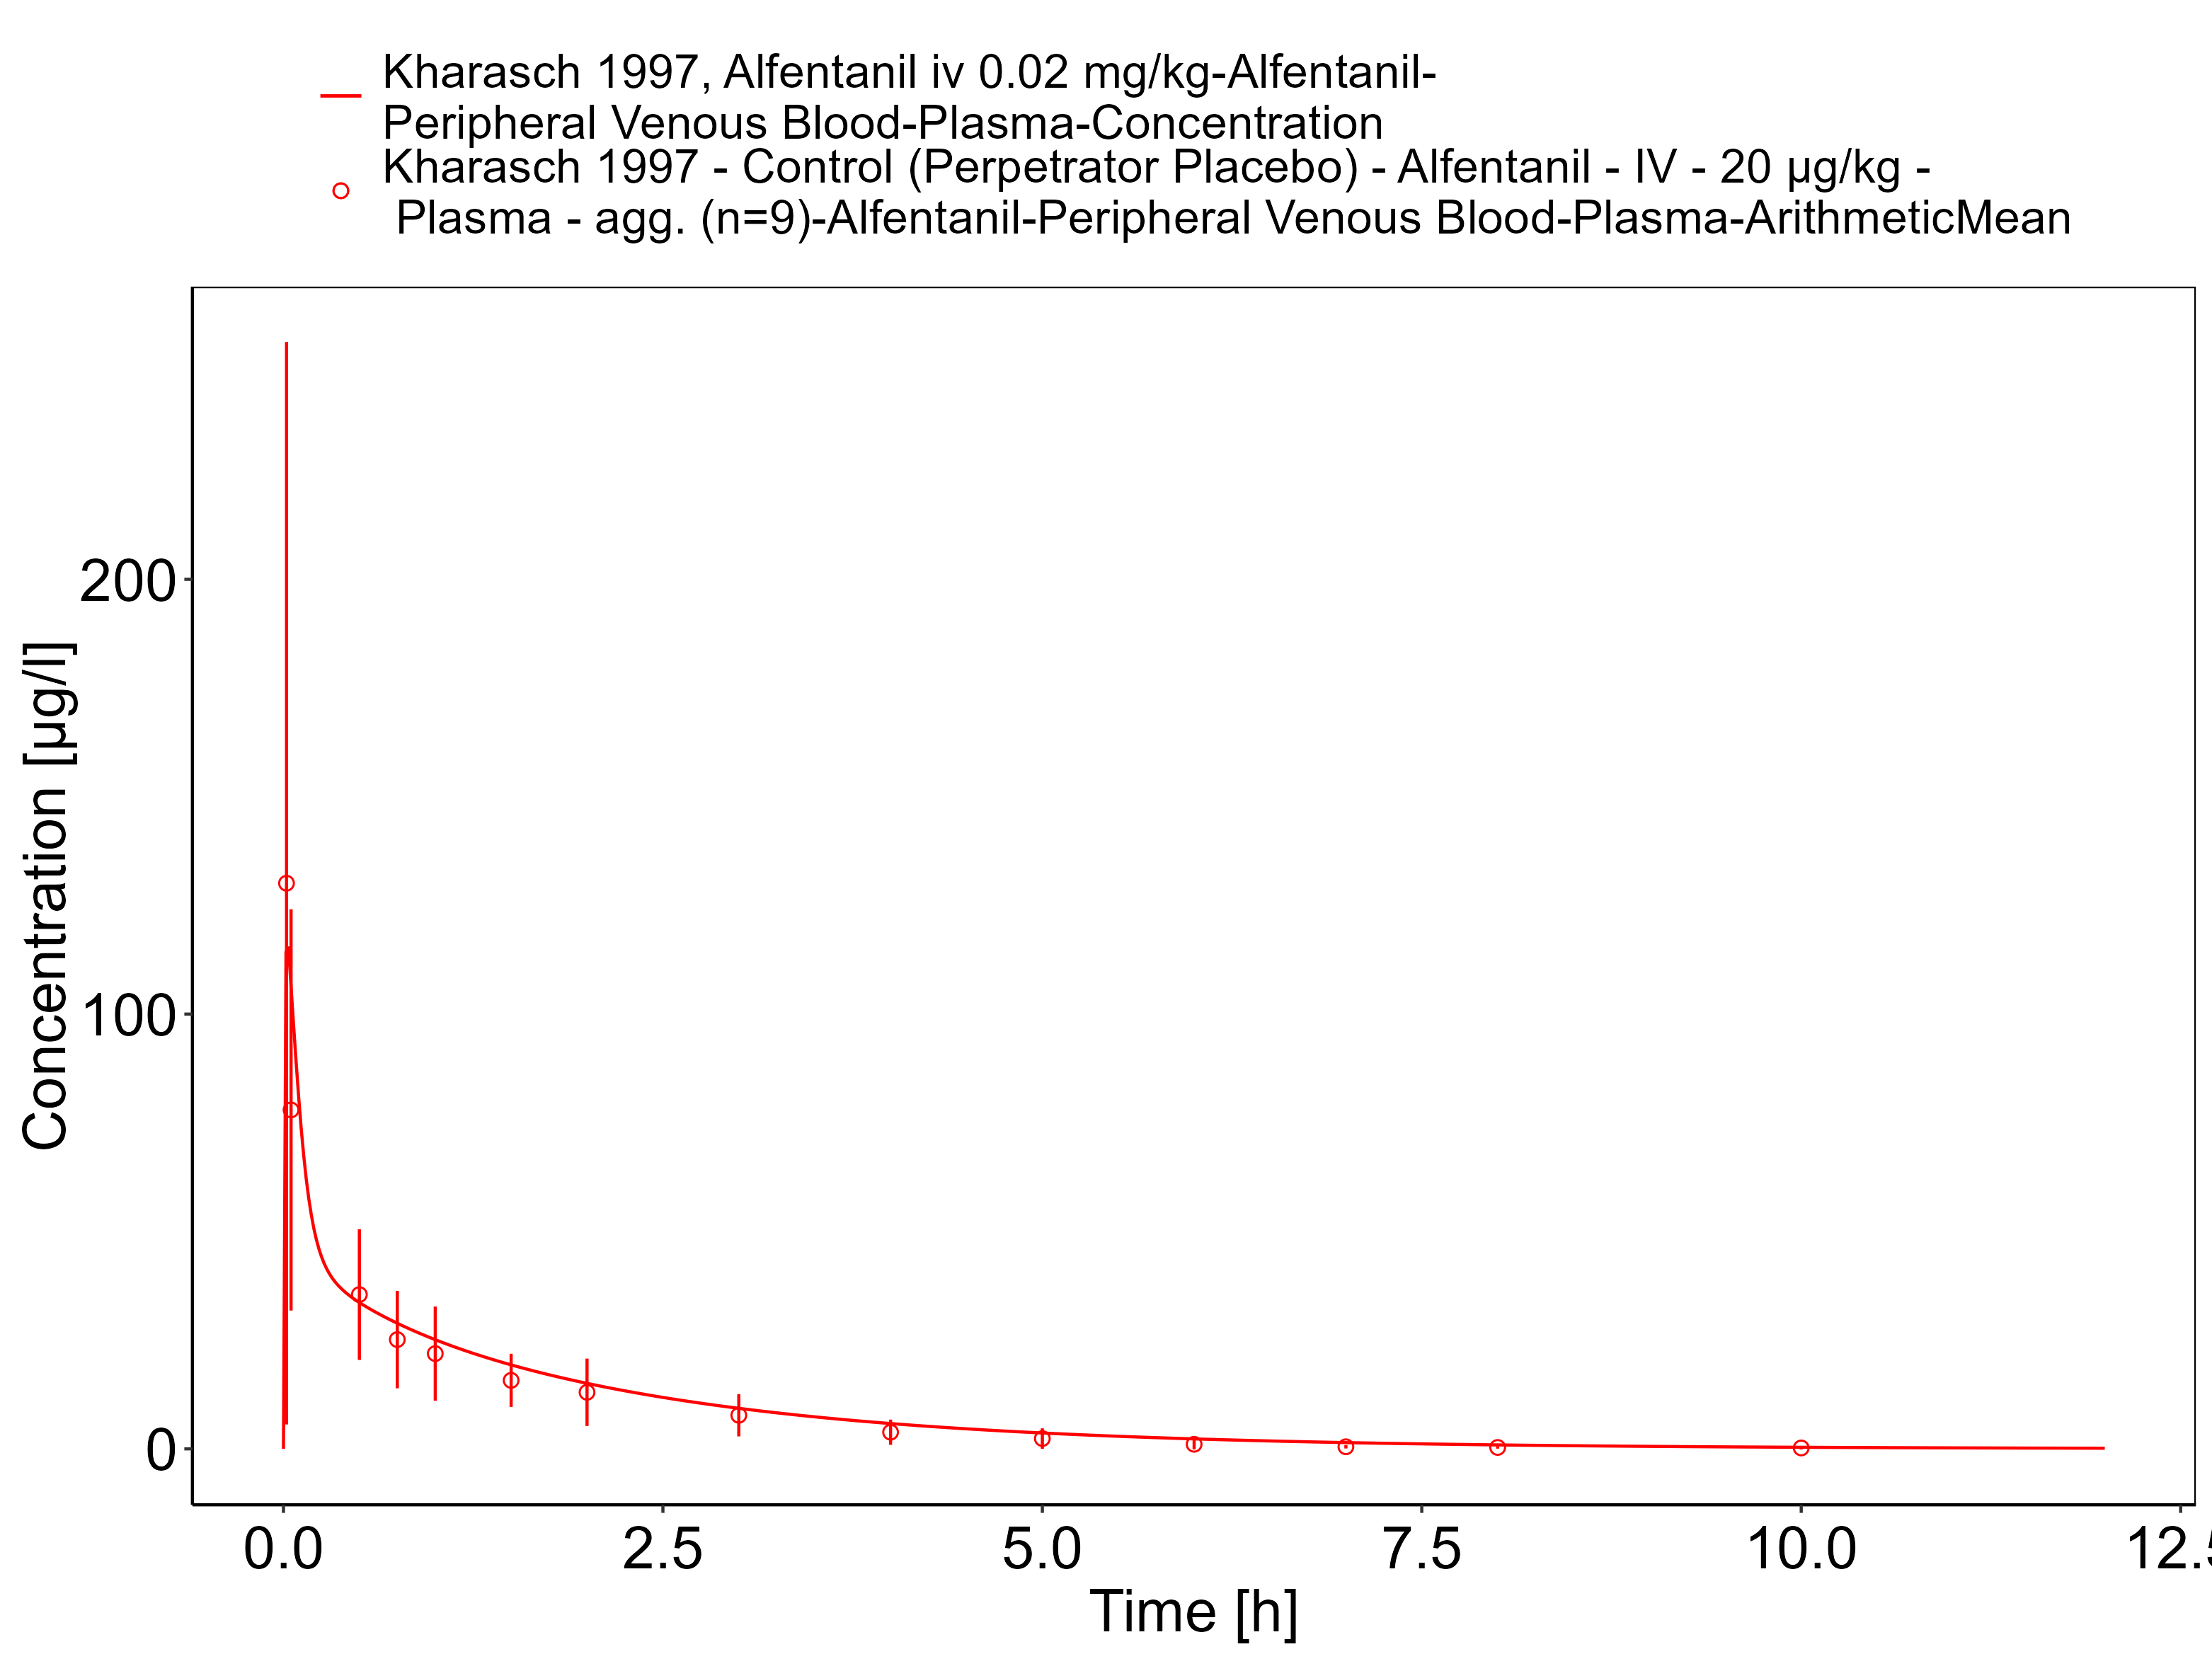 Kharasch 1997, Alfentanil iv 0.02 mg/kg-Alfentanil-
Peripheral Venous Blood-Plasma-Concentration
Kharasch 1997 - Control (Perpetrator Placebo) - Alfentanil - IV - 20 µg/kg -
Plasma - agg. (n=9)-Alfentanil-Peripheral Venous Blood-Plasma-ArithmeticMean
Concentration [µg/l]
200
100
0
0.0 2.5 5.0 7.5 10.0 12.5
Time [h]